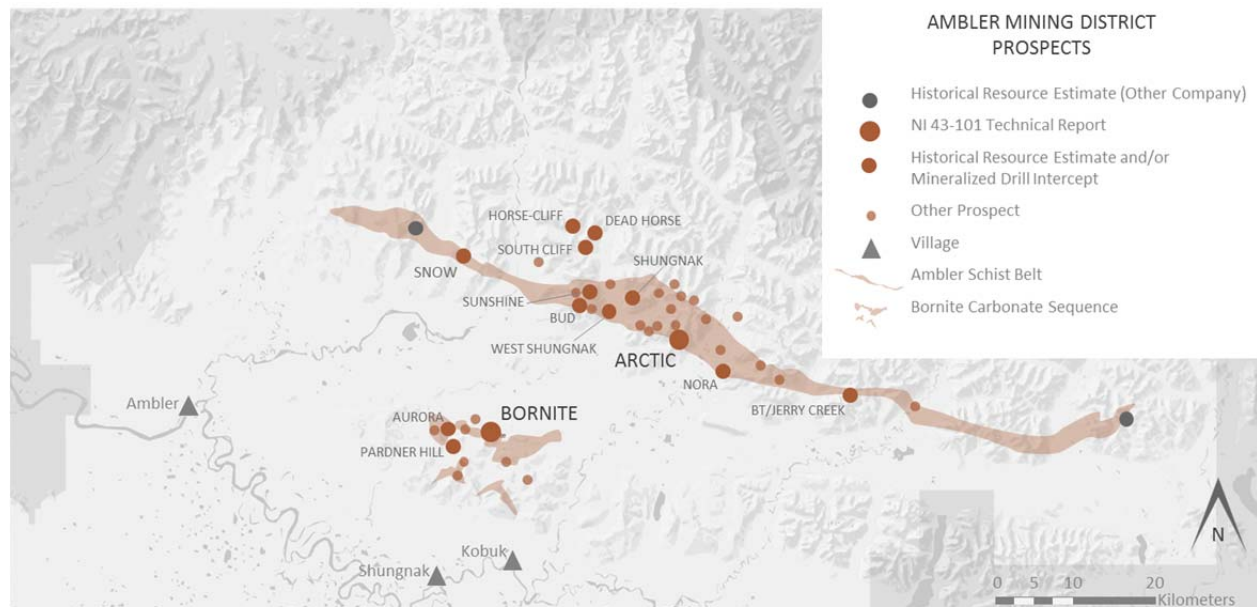 AMBLER MINING DISTRICT
PROSPECTS
Historical Resource Estimate (Other Company)
NI 43-101 Technical Report
Historical Resource Estimate and/or
Mineralized Drill Intercept
Other Prospect
Village
Ambler Schist Belt
Bornite Carbonate Sequence
HORSE-CLIFF
DEAD HORSE
SOUTH CLIFF
SHUNGNAK
SNOW
SUNSHINE
BUD
WEST SHUNGNAK
ARCTIC
NORA
BT/JERRY CREEK
Ambler
AURORA
BORNITE
PARDNER HILL
Kobuk
Shungnak
N
0 5 10 20
Kilometers